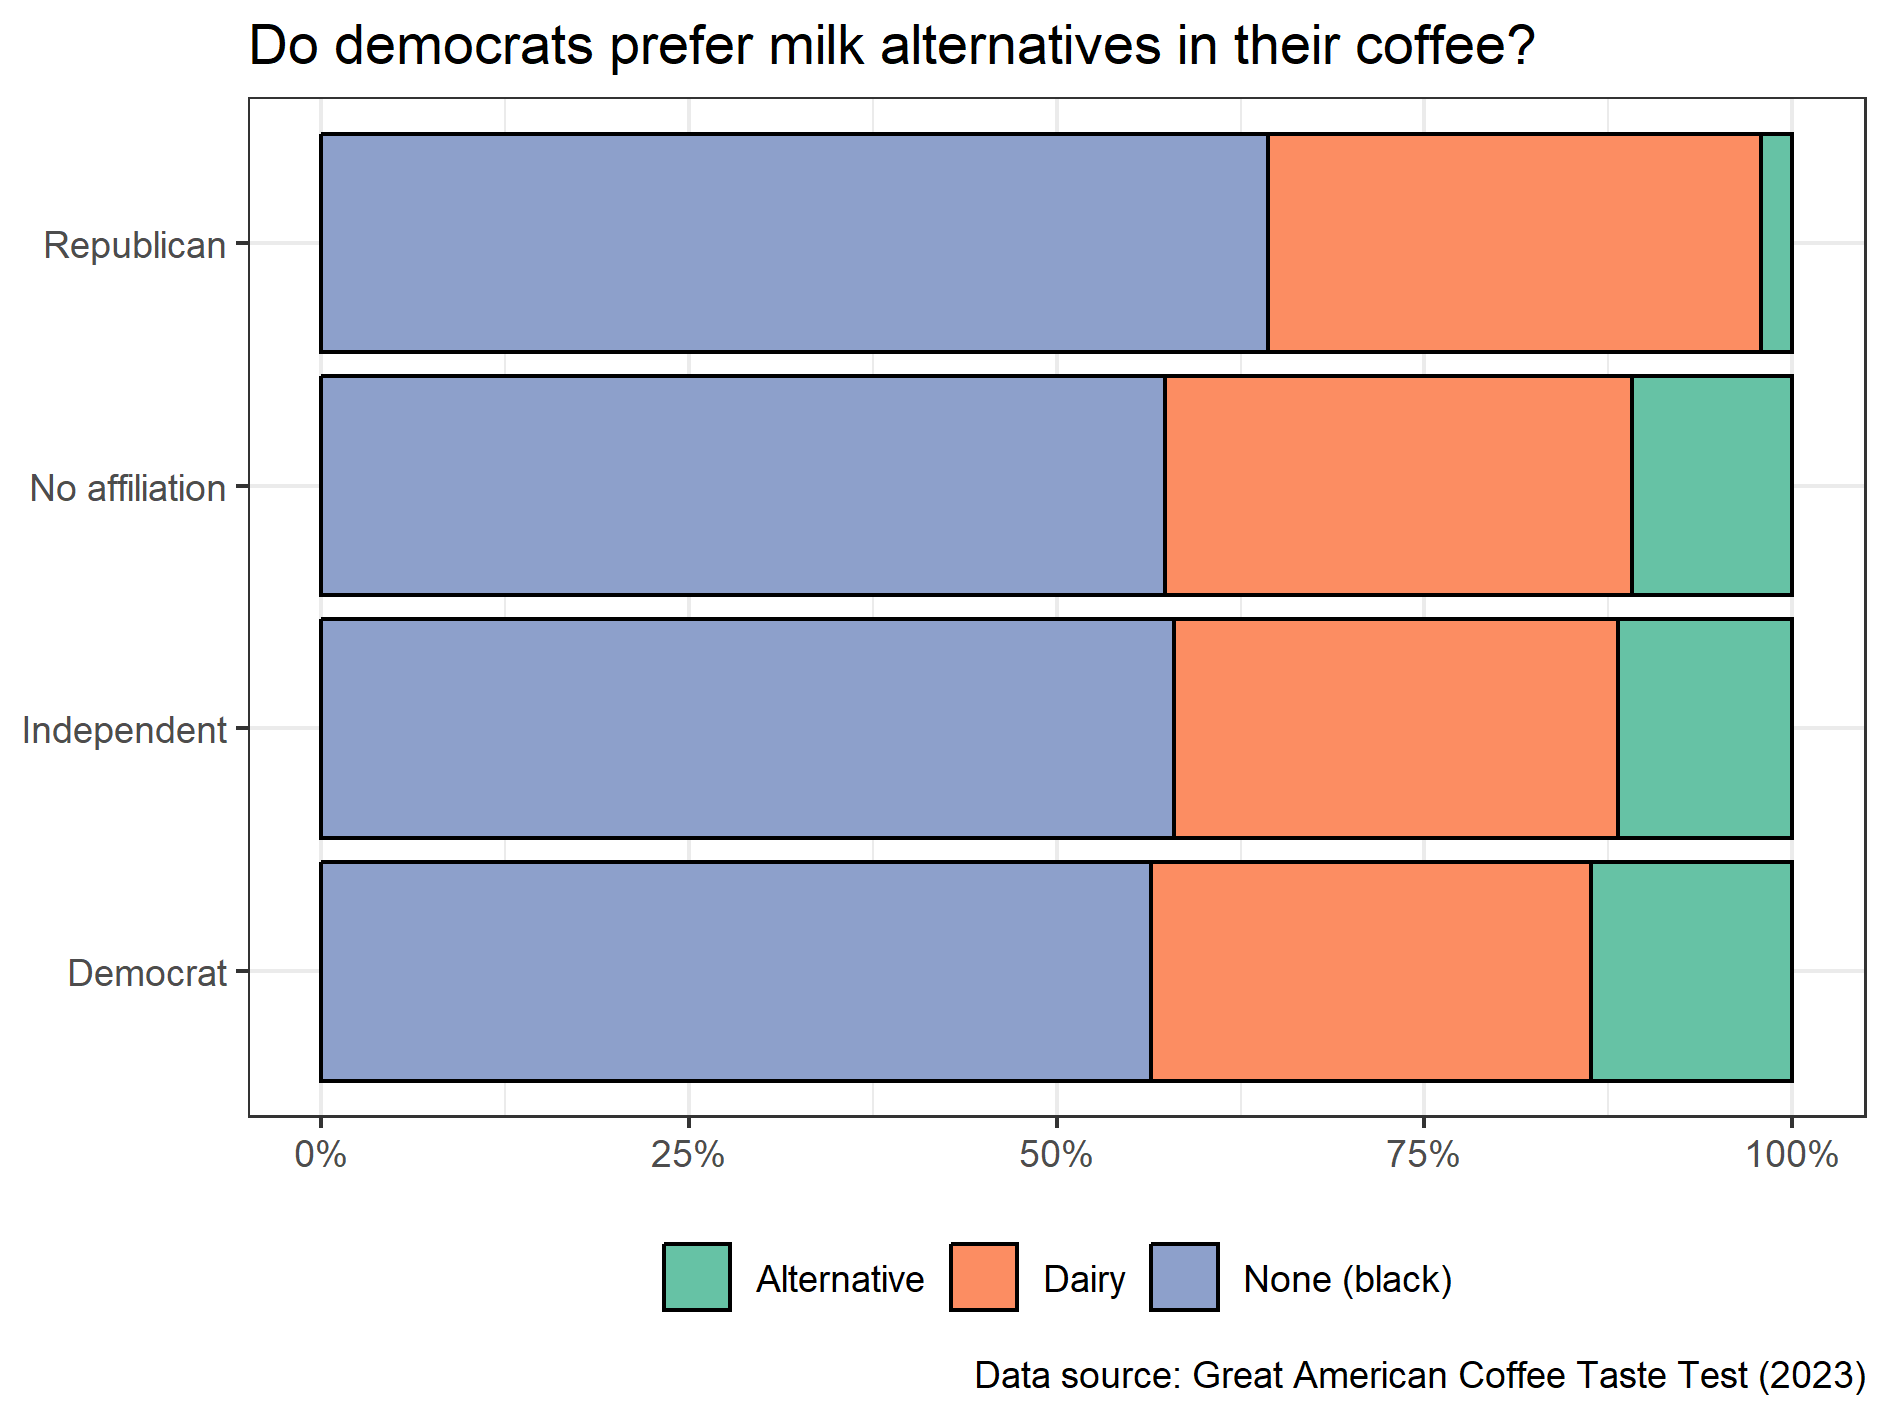 Do democrats prefer milk alternatives in their coffee?
Republican
No affiliation
Independent
Democrat
0% 25% 50% 75% 100%
Alternative Dairy None (black)
Data source: Great American Coffee Taste Test (2023)